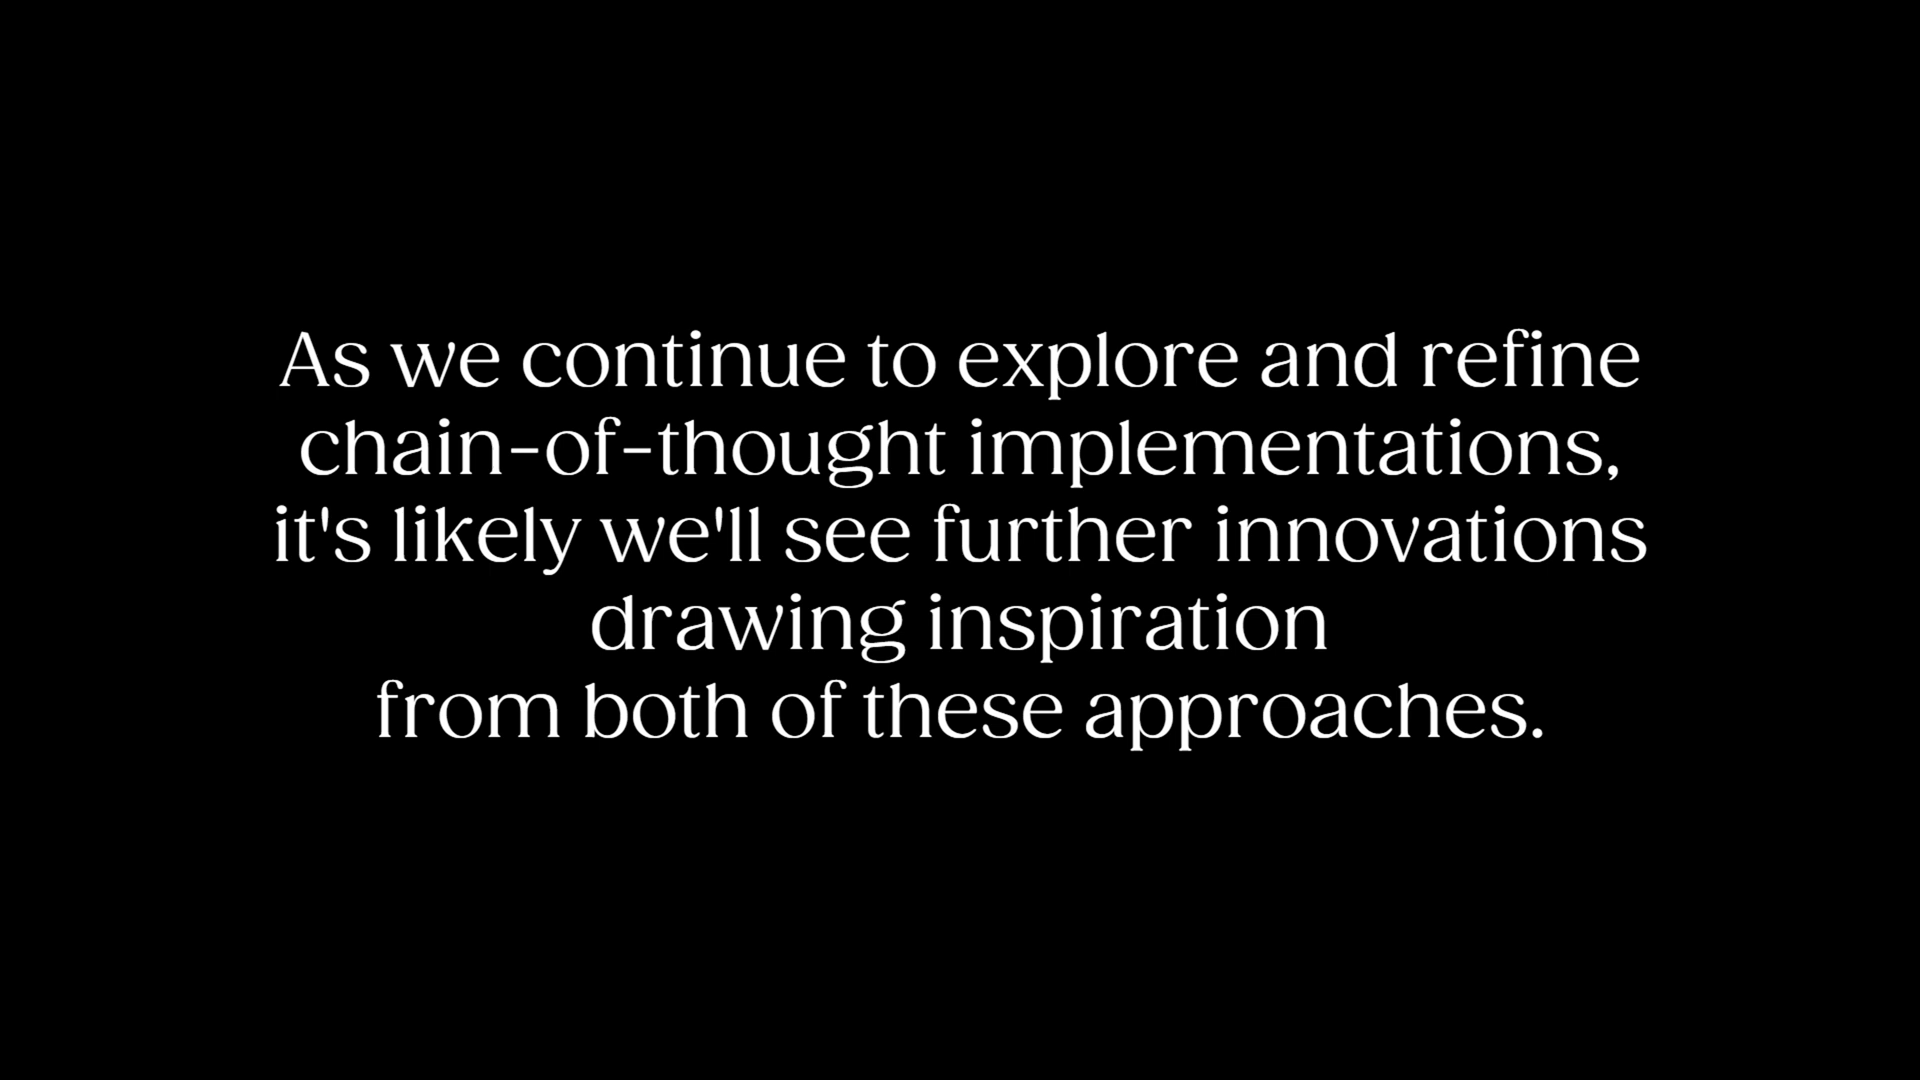 As we continue to explore and refine
chain-of-thought implementations,
it's likely we'll see further innovations
drawing inspiration
from both of these approaches.